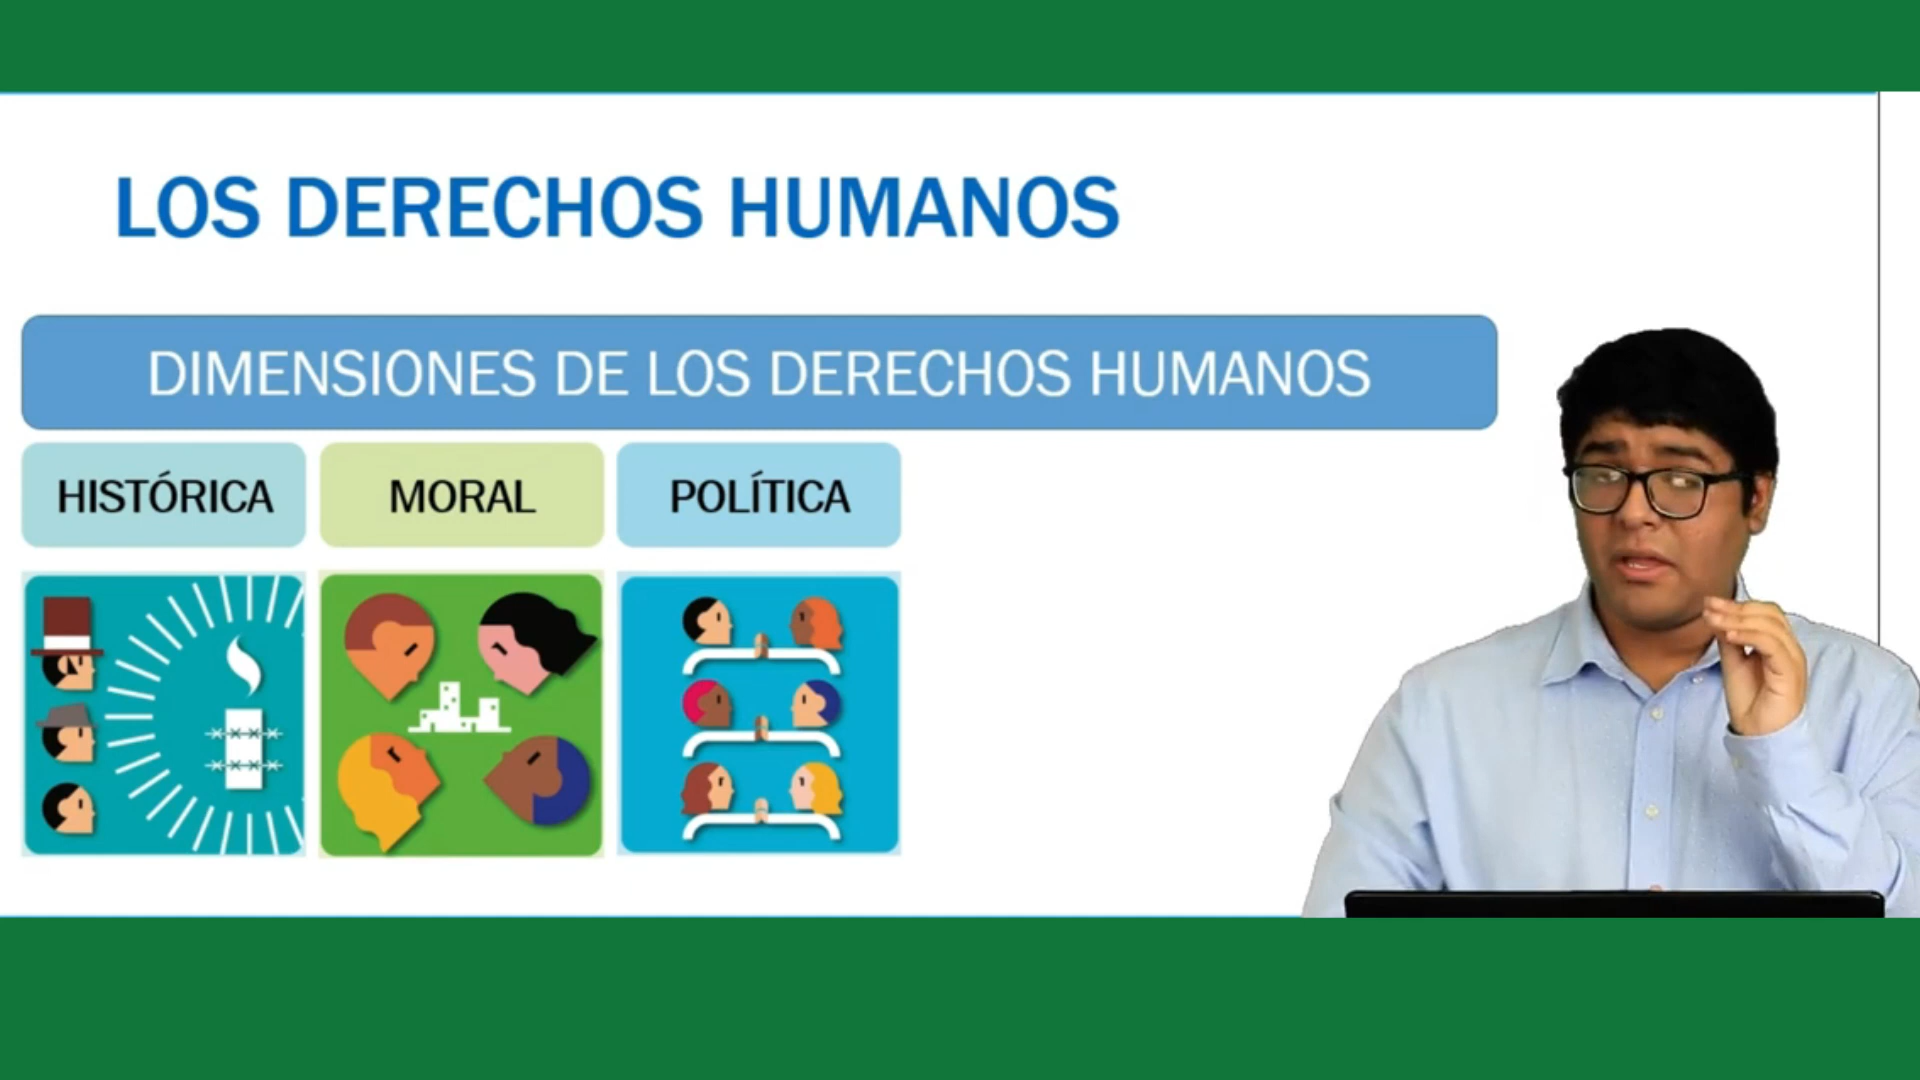 LOS DERECHOS HUMANOS
DIMENSIONES DE LOS DERECHOS HUMANOS
HISTÓRICA
MORAL
POLÍTICA